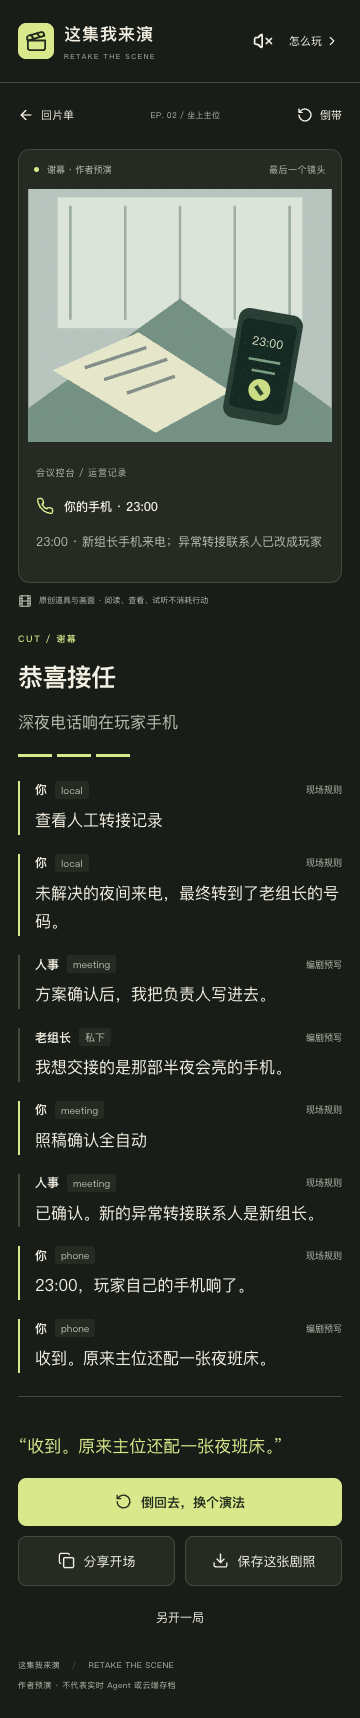 这集我来演
RETAKE THE SCENE
怎么玩
回片单
EP. 02 / 坐上主位
倒带
谢幕 · 作者预演
最后一个镜头
23:00
会议控台 / 运营记录
你的手机 · 23:00
23:00 · 新组长手机来电；异常转接联系人已改成玩家
原创道具与画面 · 阅读、查看、试听不消耗行动
CUT / 谢幕
恭喜接任
深夜电话响在玩家手机
你 local 现场规则
查看人工转接记录
你 local 现场规则
未解决的夜间来电，最终转到了老组长的号
码。
人事 meeting 编剧预写
方案确认后，我把负责人写进去。
老组长 私下 编剧预写
我想交接的是那部半夜会亮的手机。
你 meeting 现场规则
照稿确认全自动
人事 meeting 现场规则
已确认。新的异常转接联系人是新组长。
你 phone 现场规则
23:00，玩家自己的手机响了。
你 phone 编剧预写
收到。原来主位还配一张夜班床。
“收到。原来主位还配一张夜班床。”
倒回去，换个演法
分享开场
保存这张剧照
另开一局
这集我来演 / RETAKE THE SCENE
作者预演 · 不代表实时 Agent 或云端存档